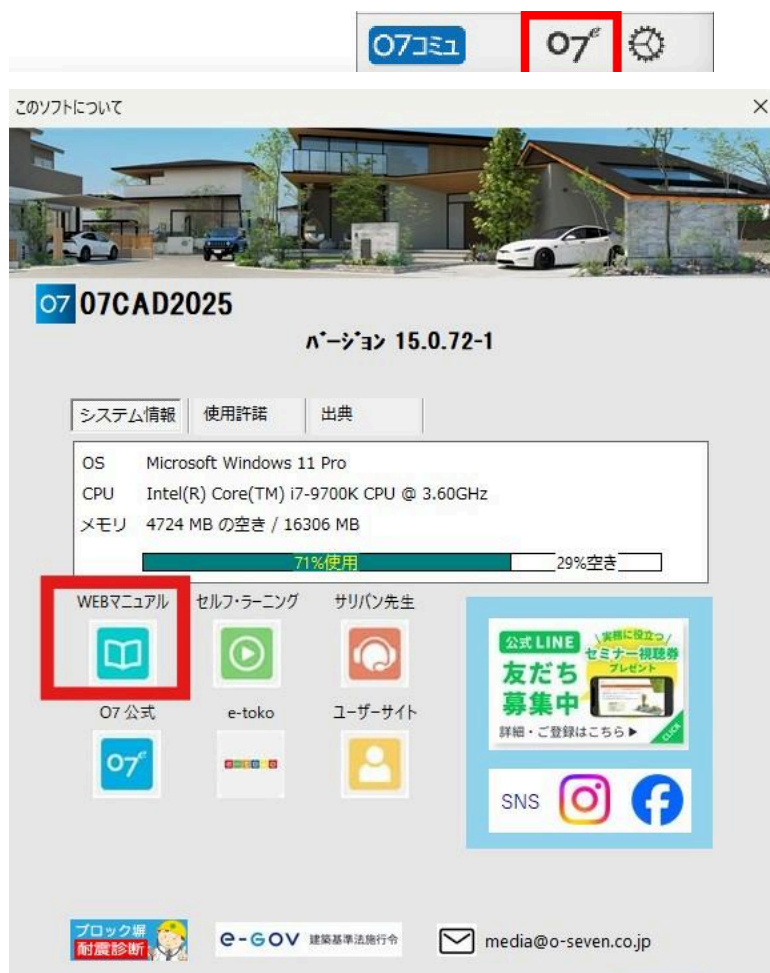 O7コミュ
O7e
このソフトについて
O7 O7CAD2025
バージョン 15.0.72-1
システム情報 使用許諾 出典
OS Microsoft Windows 11 Pro
CPU Intel(R) Core(TM) i7-9700K CPU @ 3.60GHz
メモリ 4724 MB の空き / 16306 MB
71%使用 29%空き
WEBマニュアル セルフ・ラーニング サリバン先生
O7 公式 e-toko ユーザーサイト
O7e
e-toko
公式LINE
実務に役立つ
セミナー視聴券
プレゼント
友だち
募集中
詳細・ご登録はこちら▶
CLICK
SNS
ブロック塀
耐震診断
e-GOV 建築基準法施行令
media@o-seven.co.jp